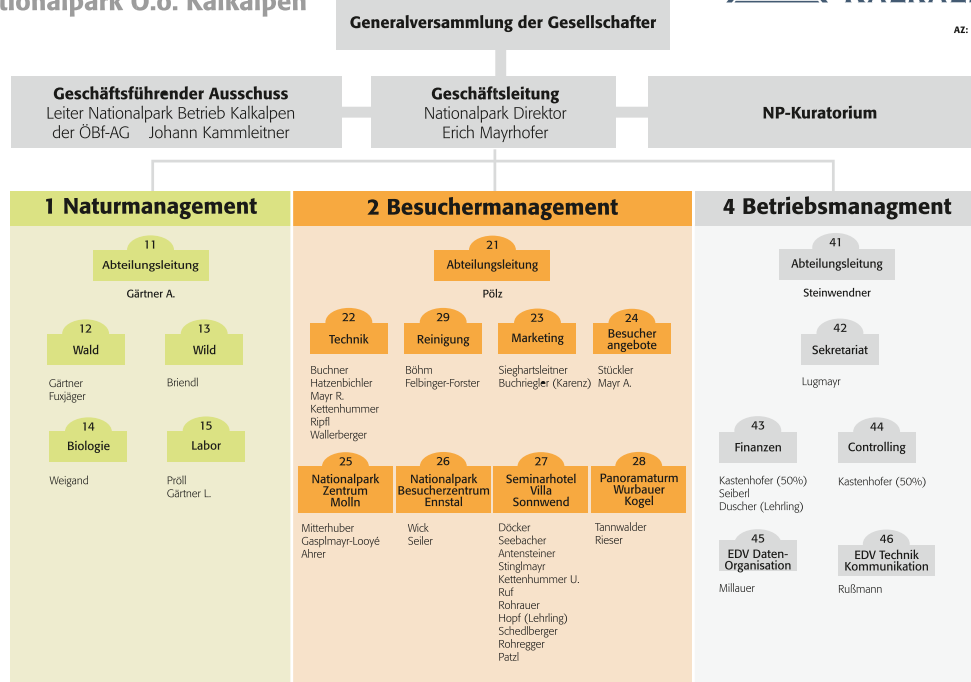 Kalkalpen
Generalversammlung der Gesellschafter
AZ:
Geschäftsführender Ausschuss
Leiter Nationalpark Betrieb Kalkalpen
der ÖBf-AG Johann Kammleitner
Geschäftsleitung
Nationalpark Direktor
Erich Mayrhofer
NP-Kuratorium
1 Naturmanagement
11
Abteilungsleitung
Gärtner A.
12
Wald
Gärtner
Fuxjäger
13
Wild
Briendl
14
Biologie
Weigand
15
Labor
Pröll
Gärtner L.
2 Besuchermanagement
21
Abteilungsleitung
Pölz
22
Technik
Buchner
Hatzenbichler
Mayr R.
Kettenhummer
Ripfl
Wallerberger
29
Reinigung
Böhm
Felbinger-Forster
23
Marketing
Sieghartsleitner
Buchriegler (Karenz)
24
Besucher
angebote
Stückler
Mayr A.
25
Nationalpark
Zentrum
Molln
Mitterhuber
Gasplmayr-Looyé
Ahrer
26
Nationalpark
Besucherzentrum
Ennstal
Wick
Seiler
27
Seminarhotel
Villa
Sonnwend
Döcker
Seebacher
Antensteiner
Stinglmayr
Kettenhummer U.
Ruf
Rohrauer
Hopf (Lehrling)
Schedlberger
Rohregger
Patzl
28
Panoramaturm
Wurbauer
Kogel
Tannwalder
Rieser
4 Betriebsmanagment
41
Abteilungsleitung
Steinwendner
42
Sekretariat
Lugmayr
43
Finanzen
Kastenhofer (50%)
Seiberl
Duscher (Lehrling)
44
Controlling
Kastenhofer (50%)
45
EDV Daten-
Organisation
Millauer
46
EDV Technik
Kommunikation
Rußmann